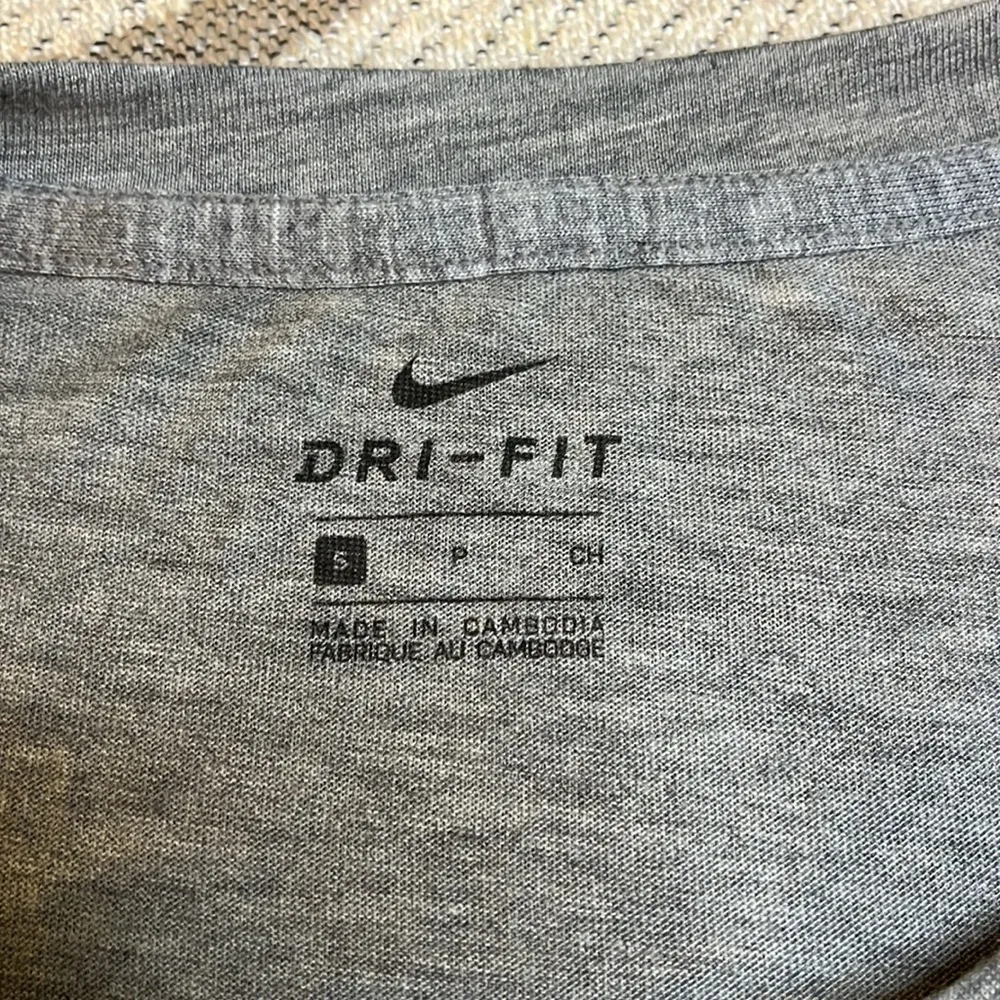 DRI-FIT
S P CH
MADE IN CAMBODIA
FABRIQUE AU CAMBODGE